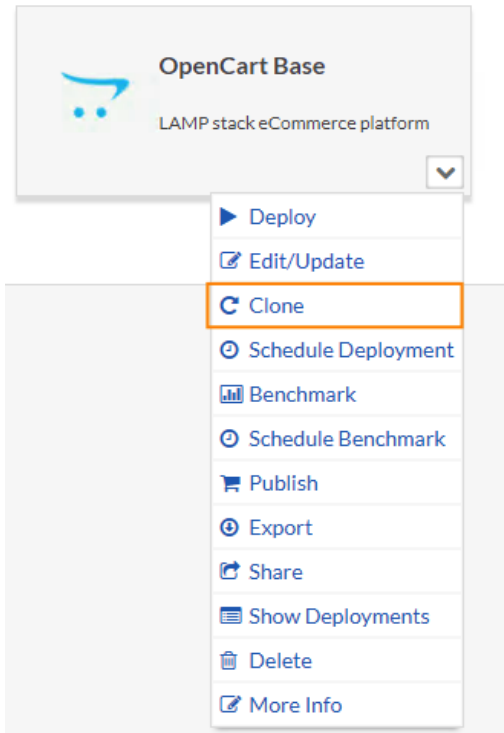 OpenCart Base
LAMP stack eCommerce platform
Deploy
Edit/Update
Clone
Schedule Deployment
Benchmark
Schedule Benchmark
Publish
Export
Share
Show Deployments
Delete
More Info